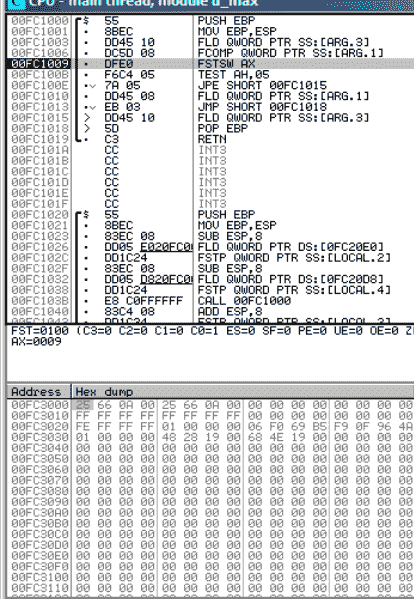 CPU - main thread, module d_max
00FC1000 $ 55 PUSH EBP
00FC1001 . 8BEC MOV EBP,ESP
00FC1003 . DD45 10 FLD QWORD PTR SS:[ARG.3]
00FC1006 . DC5D 08 FCOMP QWORD PTR SS:[ARG.1]
00FC1009 . DFE0 FSTSW AX
00FC100B . F6C4 05 TEST AH,05
00FC100E . 7A 05 JPE SHORT 00FC1015
00FC1010 . DD45 08 FLD QWORD PTR SS:[ARG.1]
00FC1013 . EB 03 JMP SHORT 00FC1018
00FC1015 > DD45 10 FLD QWORD PTR SS:[ARG.3]
00FC1018 > 5D POP EBP
00FC1019 . C3 RETN
00FC101A CC INT3
00FC101B CC INT3
00FC101C CC INT3
00FC101D CC INT3
00FC101E CC INT3
00FC101F CC INT3
00FC1020 $ 55 PUSH EBP
00FC1021 . 8BEC MOV EBP,ESP
00FC1023 . 83EC 08 SUB ESP,8
00FC1026 . DD05 E020FC00 FLD QWORD PTR DS:[0FC20E0]
00FC102C . DD1C24 FSTP QWORD PTR SS:[LOCAL.2]
00FC102F . 83EC 08 SUB ESP,8
00FC1032 . DD05 D820FC00 FLD QWORD PTR DS:[0FC20D8]
00FC1038 . DD1C24 FSTP QWORD PTR SS:[LOCAL.4]
00FC103B . E8 C0FFFFFF CALL 00FC1000
00FC1040 . 83C4 08 ADD ESP,8
FST=0100 (C3=0 C2=0 C1=0 C0=1 ES=0 SF=0 PE=0 UE=0 OE=0
AX=0009
Address Hex dump
00FC3000 25 66 0A 00 25 66 0A 00 00 00 00 00 00 00 00
00FC3010 FF FF FF FF FF FF FF FF 00 00 00 00 00 00 00
00FC3020 FE FF FF FF 01 00 00 00 06 F0 69 B5 F9 0F 96 4A
00FC3030 01 00 00 00 48 28 19 00 68 4E 19 00 00 00 00
00FC3040 00 00 00 00 00 00 00 00 00 00 00 00 00 00 00
00FC3050 00 00 00 00 00 00 00 00 00 00 00 00 00 00 00
00FC3060 00 00 00 00 00 00 00 00 00 00 00 00 00 00 00
00FC3070 00 00 00 00 00 00 00 00 00 00 00 00 00 00 00
00FC3080 00 00 00 00 00 00 00 00 00 00 00 00 00 00 00
00FC3090 00 00 00 00 00 00 00 00 00 00 00 00 00 00 00
00FC30A0 00 00 00 00 00 00 00 00 00 00 00 00 00 00 00
00FC30B0 00 00 00 00 00 00 00 00 00 00 00 00 00 00 00
00FC30C0 00 00 00 00 00 00 00 00 00 00 00 00 00 00 00
00FC30D0 00 00 00 00 00 00 00 00 00 00 00 00 00 00 00
00FC30E0 00 00 00 00 00 00 00 00 00 00 00 00 00 00 00
00FC30F0 00 00 00 00 00 00 00 00 00 00 00 00 00 00 00
00FC3100 00 00 00 00 00 00 00 00 00 00 00 00 00 00 00
00FC3110 00 00 00 00 00 00 00 00 00 00 00 00 00 00 00